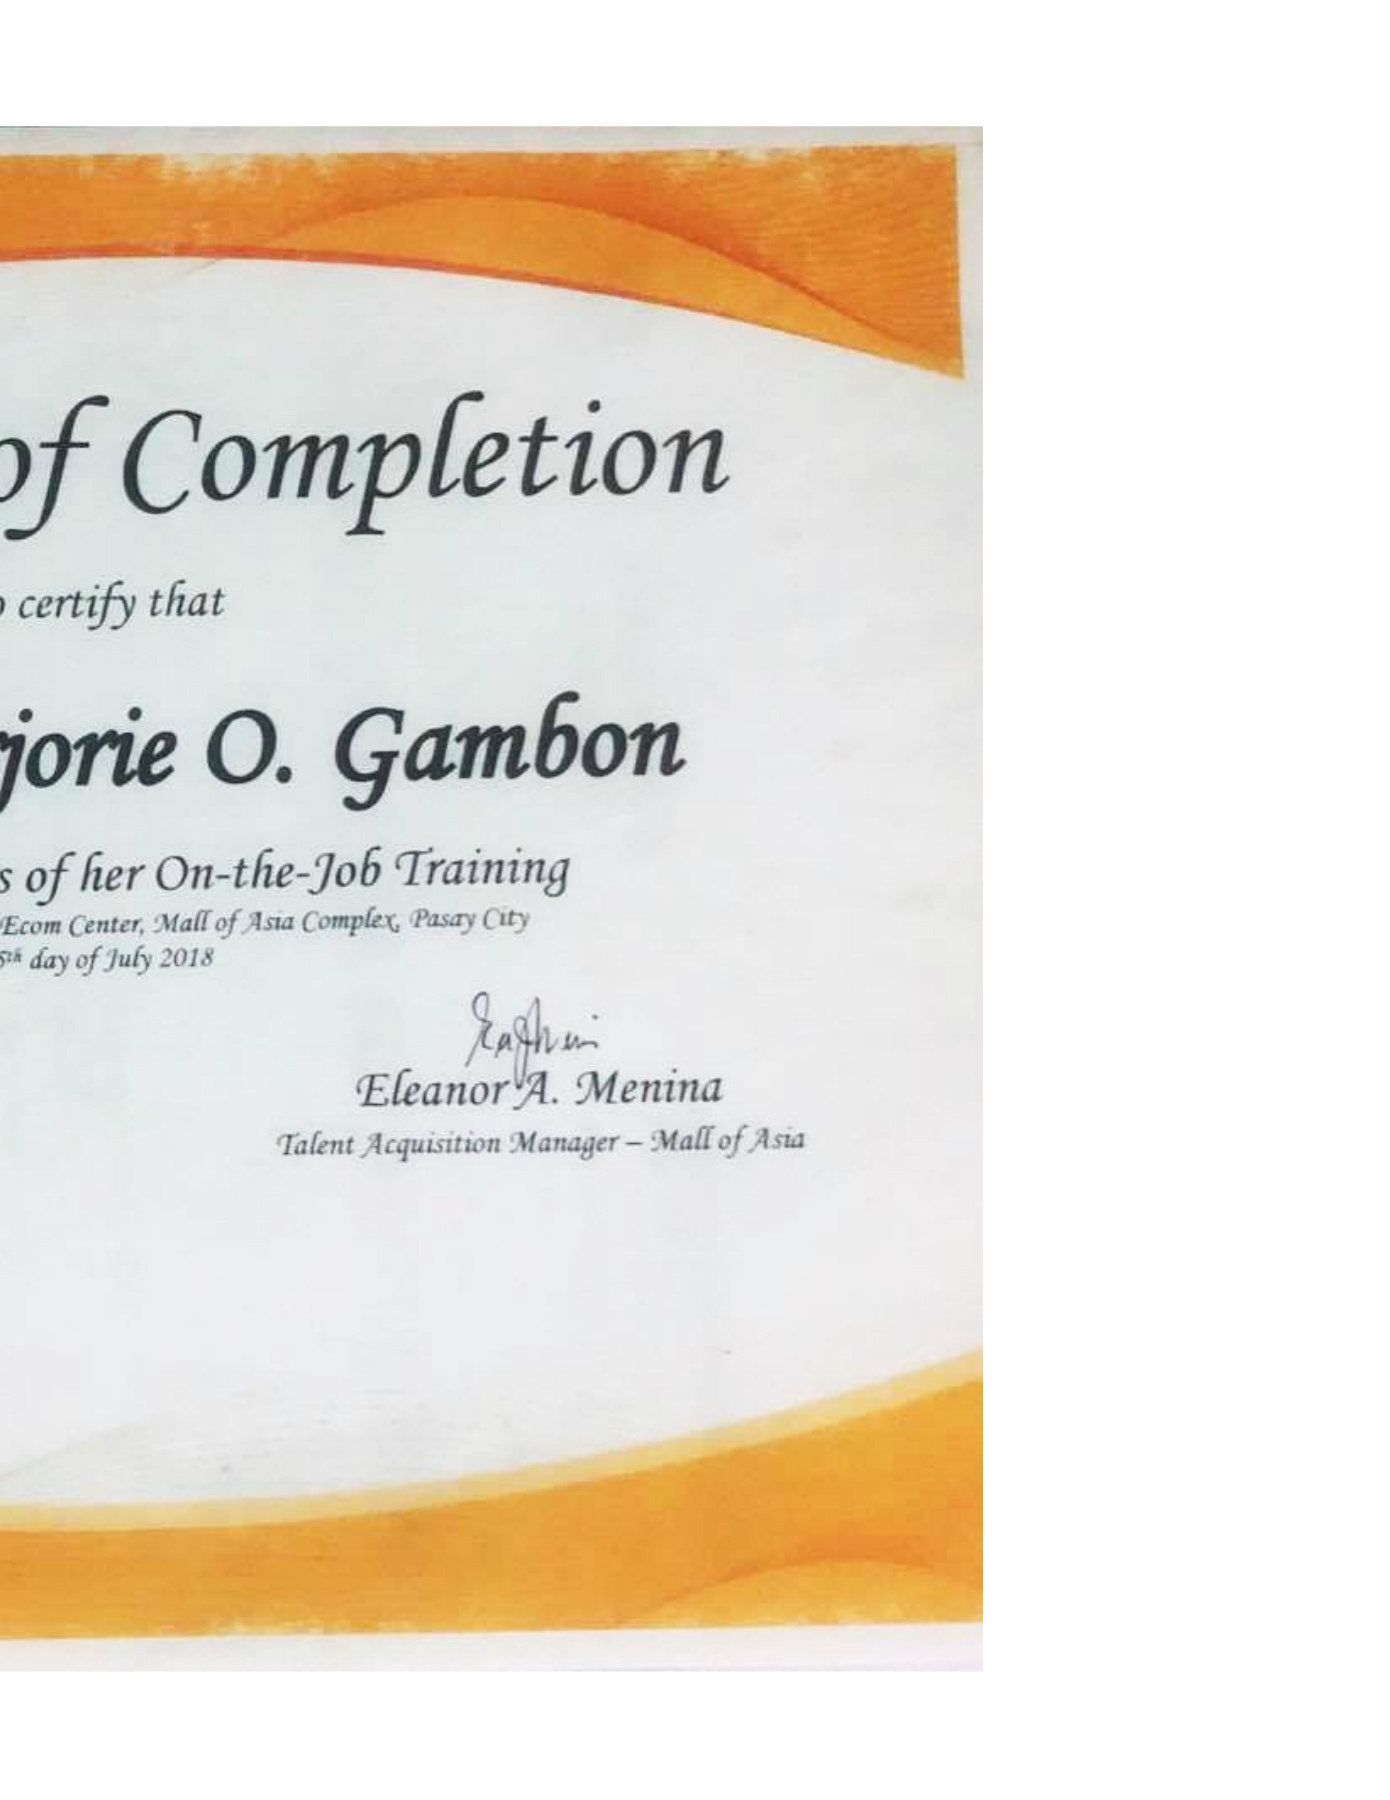 of Completion
certify that
rjorie O. Gambon
s of her On-the-Job Training
Ecom Center, Mall of Asia Complex, Pasay City
5th day of July 2018
Eleanor A. Menina
Talent Acquisition Manager – Mall of Asia